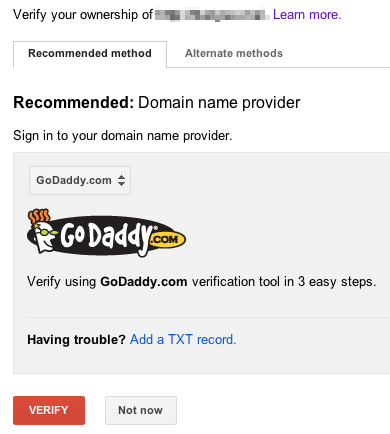 Verify your ownership of Learn more.
Recommended method Alternate methods
Recommended: Domain name provider
Sign in to your domain name provider.
GoDaddy.com
GO DADDY .COM
Verify using GoDaddy.com verification tool in 3 easy steps.
Having trouble? Add a TXT record.
VERIFY Not now